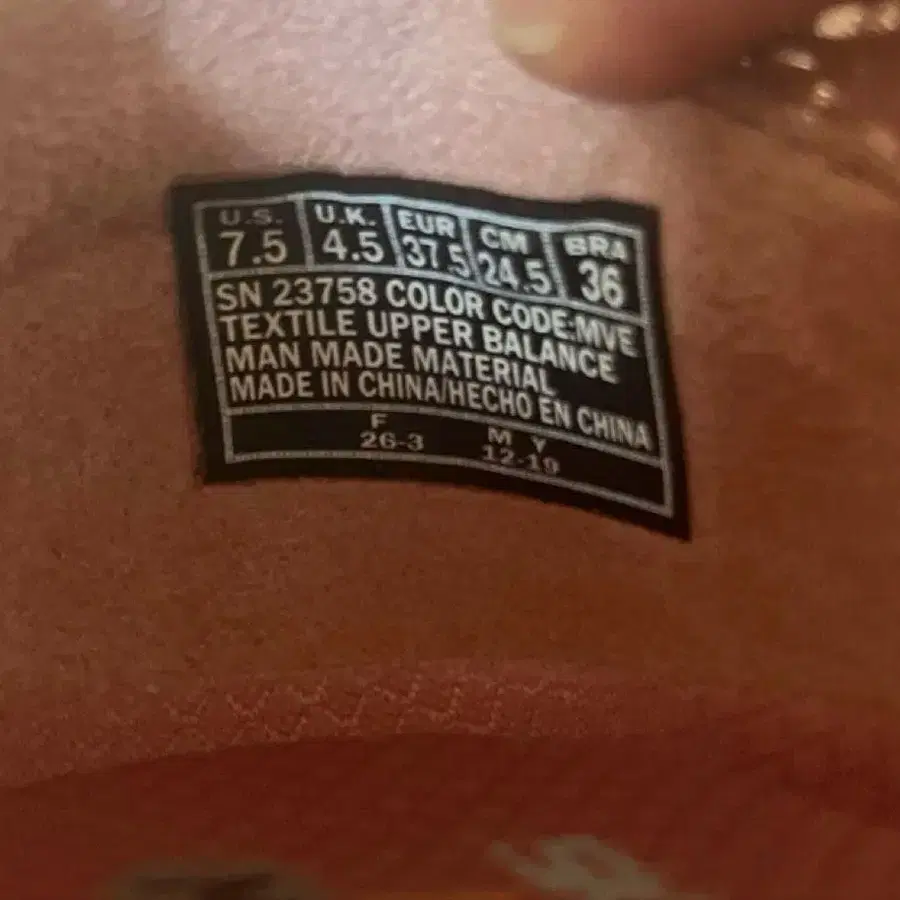 U.S. U.K. EUR CM BRA
7.5 4.5 37.5 24.5 36
SN 23758 COLOR CODE:MVE
TEXTILE UPPER BALANCE
MAN MADE MATERIAL
MADE IN CHINA/HECHO EN CHINA
F M Y
26-3 12-19